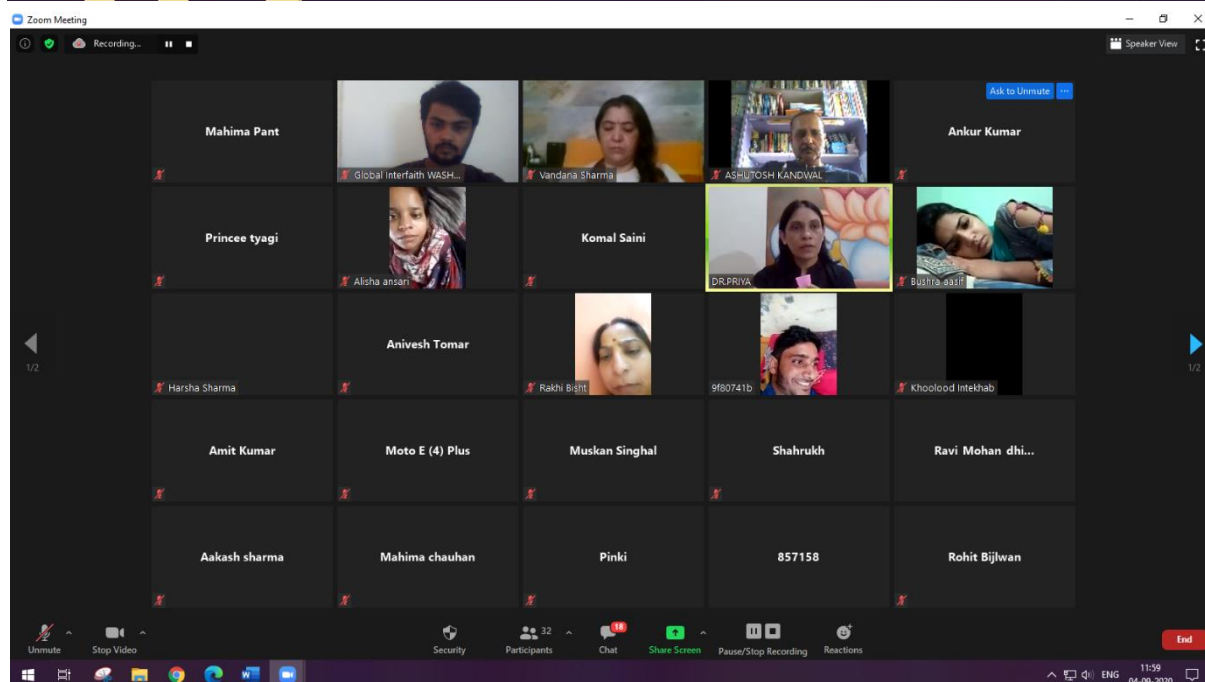 Zoom Meeting
Recording...
Speaker View
Mahima Pant
Global Interfaith WASH...
Vandana Sharma
ASHUTOSH KANDWAL
Ask to Unmute
Ankur Kumar
Princee tyagi
Alisha ansari
Komal Saini
DR.PRIYA
Bushra aasif
1/2
Harsha Sharma
Anivesh Tomar
Rakhi Bisht
9f80741b
Khoolood Intekhab
1/2
Amit Kumar
Moto E (4) Plus
Muskan Singhal
Shahrukh
Ravi Mohan dhi...
Aakash sharma
Mahima chauhan
Pinki
857158
Rohit Bijlwan
Unmute
Stop Video
Security
32
Participants
18
Chat
Share Screen
Pause/Stop Recording
Reactions
End
ENG
11:59
04-09-2020